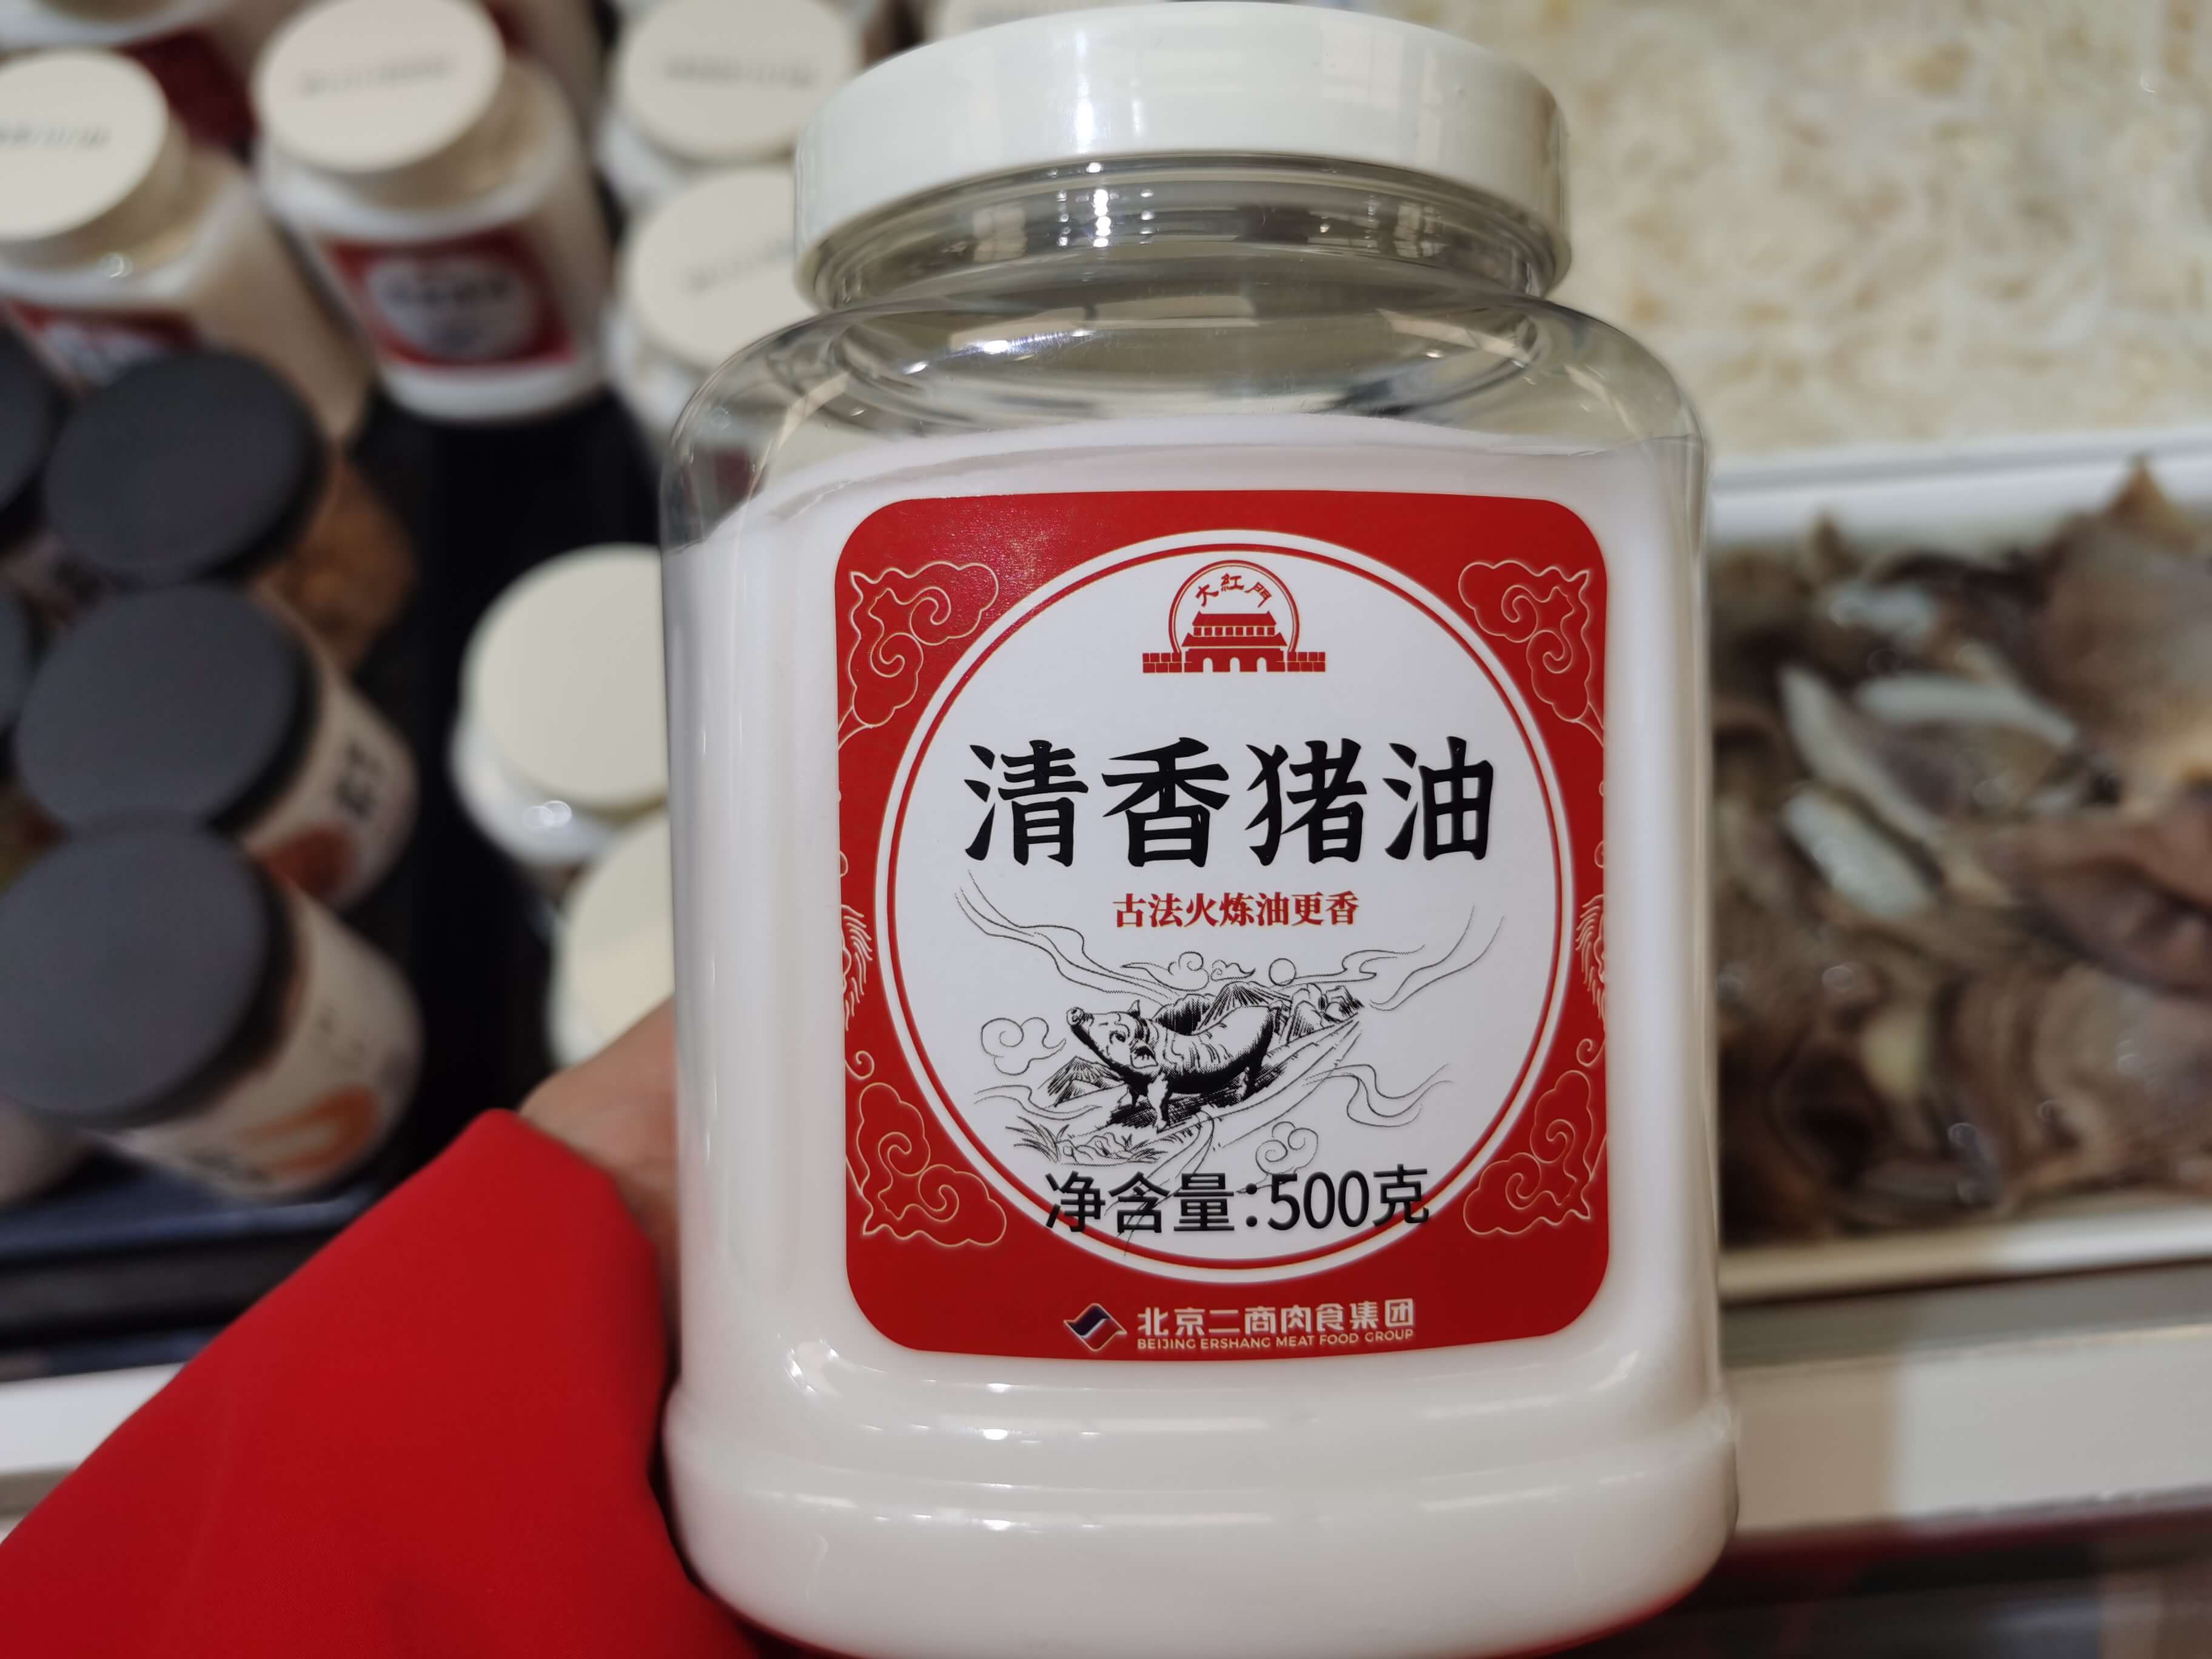 大紅門
清香猪油
古法火炼油更香
净含量:500克
北京二商肉食集团
BEIJING ERSHANG MEAT FOOD GROUP